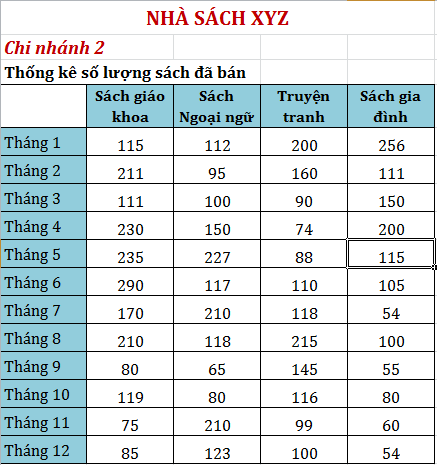 NHÀ SÁCH XYZ
Chi nhánh 2
Thống kê số lượng sách đã bán
Sách giáo khoa Sách Ngoại ngữ Truyện tranh Sách gia đình
Tháng 1 115 112 200 256
Tháng 2 211 95 160 111
Tháng 3 111 100 90 150
Tháng 4 230 150 74 200
Tháng 5 235 227 88 115
Tháng 6 290 117 110 105
Tháng 7 170 210 118 54
Tháng 8 210 118 215 100
Tháng 9 80 65 145 55
Tháng 10 119 80 116 80
Tháng 11 75 210 99 60
Tháng 12 85 123 100 54